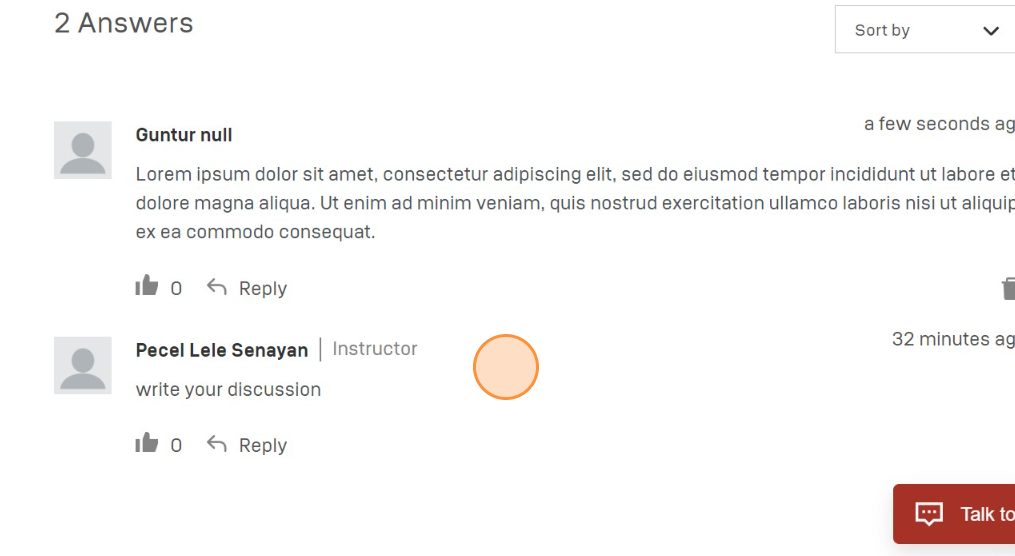 2 Answers
Sort by
Guntur null
a few seconds ag
Lorem ipsum dolor sit amet, consectetur adipiscing elit, sed do eiusmod tempor incididunt ut labore et
dolore magna aliqua. Ut enim ad minim veniam, quis nostrud exercitation ullamco laboris nisi ut aliquip
ex ea commodo consequat.
0 Reply
Pecel Lele Senayan | Instructor
32 minutes ag
write your discussion
0 Reply
Talk to